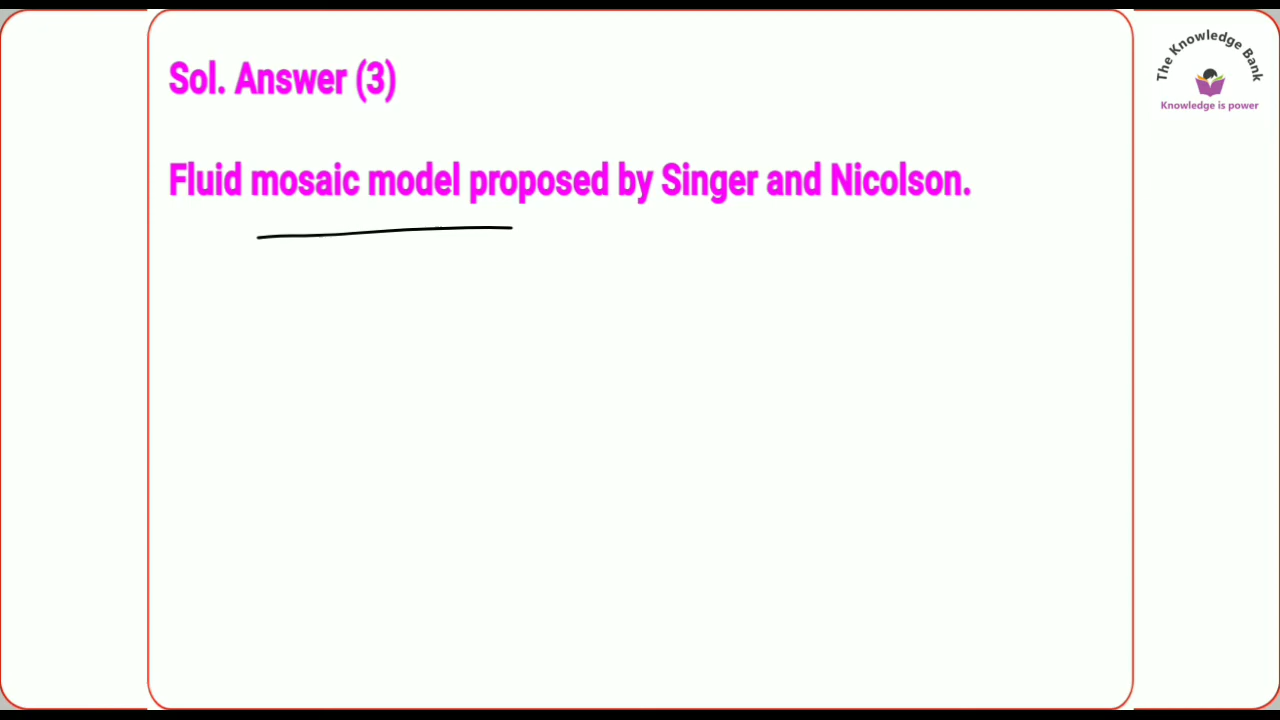 Sol. Answer (3)
The Knowledge Bank
Knowledge is power
Fluid mosaic model proposed by Singer and Nicolson.